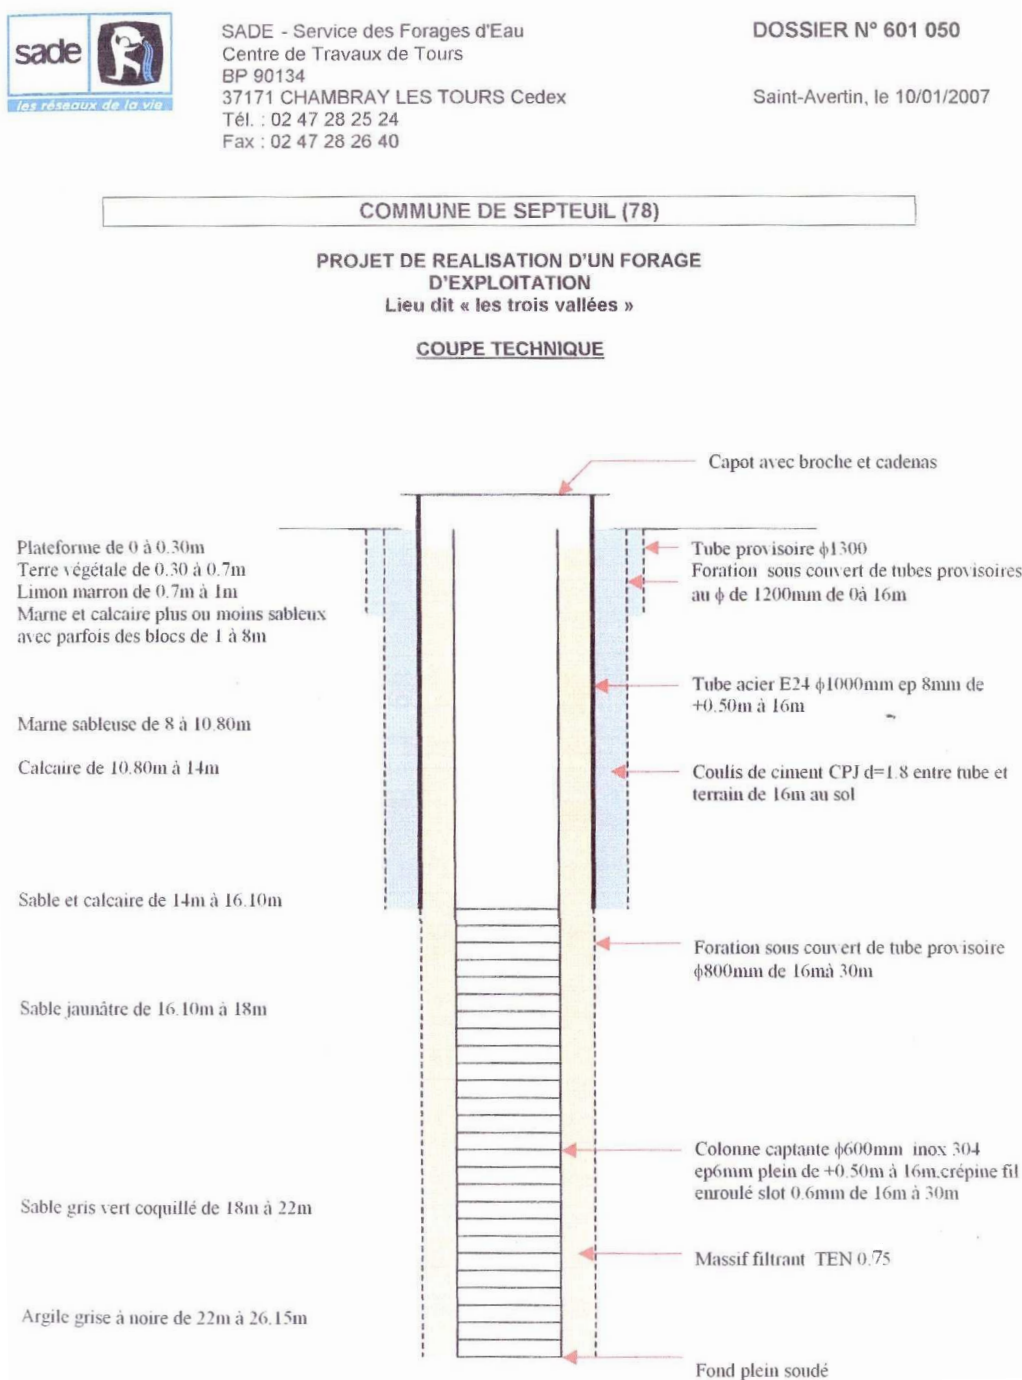 sade
les réseaux de la vie
SADE - Service des Forages d'Eau
Centre de Travaux de Tours
BP 90134
37171 CHAMBRAY LES TOURS Cedex
Tél. : 02 47 28 25 24
Fax : 02 47 28 26 40
DOSSIER N° 601 050
Saint-Avertin, le 10/01/2007
COMMUNE DE SEPTEUIL (78)
PROJET DE REALISATION D'UN FORAGE
D'EXPLOITATION
Lieu dit « les trois vallées »
COUPE TECHNIQUE
Capot avec broche et cadenas
Plateforme de 0 à 0.30m
Terre végétale de 0.30 à 0.7m
Limon marron de 0.7m à 1m
Marne et calcaire plus ou moins sableux
avec parfois des blocs de 1 à 8m
Marne sableuse de 8 à 10.80m
Calcaire de 10.80m à 14m
Sable et calcaire de 14m à 16.10m
Sable jaunâtre de 16.10m à 18m
Sable gris vert coquillé de 18m à 22m
Argile grise à noire de 22m à 26.15m
Tube provisoire ϕ1300
Foration sous couvert de tubes provisoires
au ϕ de 1200mm de 0à 16m
Tube acier E24 ϕ1000mm ep 8mm de
+0.50m à 16m
Coulis de ciment CPJ d=1.8 entre tube et
terrain de 16m au sol
Foration sous couvert de tube provisoire
ϕ800mm de 16mà 30m
Colonne captante ϕ600mm inox 304
ep6mm plein de +0.50m à 16m.crépine fil
enroulé slot 0.6mm de 16m à 30m
Massif filtrant TEN 0.75
Fond plein soudé